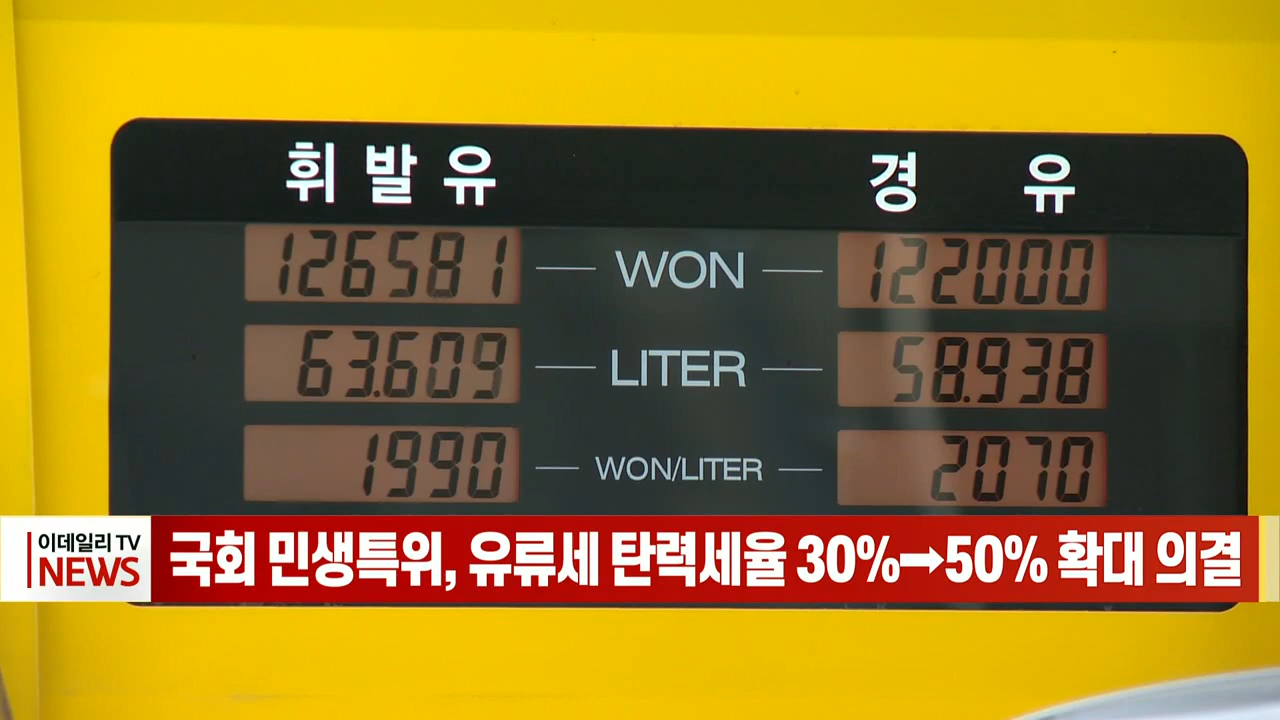 휘발유 경유
126581 WON 122000
63.609 LITER 58.938
1990 WON/LITER 2070
이데일리 TV
NEWS
국회 민생특위, 유류세 탄력세율 30%➡50% 확대 의결